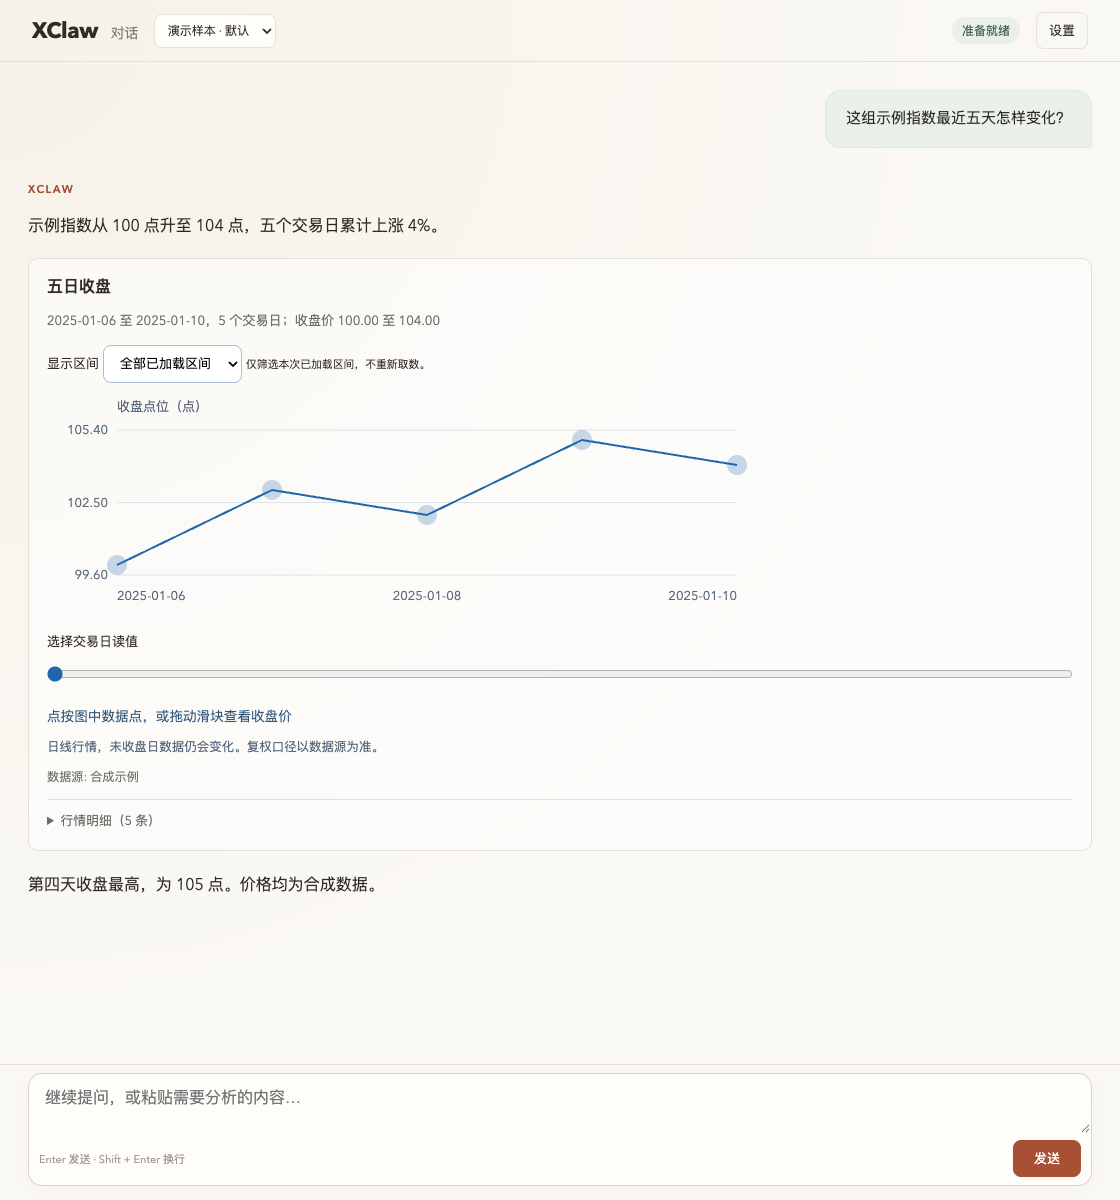 XClaw 对话 演示样本 · 默认 准备就绪 设置
这组示例指数最近五天怎样变化？
XCLAW
示例指数从 100 点升至 104 点，五个交易日累计上涨 4%。
五日收盘
2025-01-06 至 2025-01-10，5 个交易日；收盘价 100.00 至 104.00
显示区间 全部已加载区间 仅筛选本次已加载区间，不重新取数。
收盘点位（点）
105.40
102.50
99.60
2025-01-06 2025-01-08 2025-01-10
选择交易日读值
点按图中数据点，或拖动滑块查看收盘价
日线行情，未收盘日数据仍会变化。复权口径以数据源为准。
数据源: 合成示例
行情明细（5 条）
第四天收盘最高，为 105 点。价格均为合成数据。
继续提问，或粘贴需要分析的内容…
Enter 发送 · Shift + Enter 换行
发送